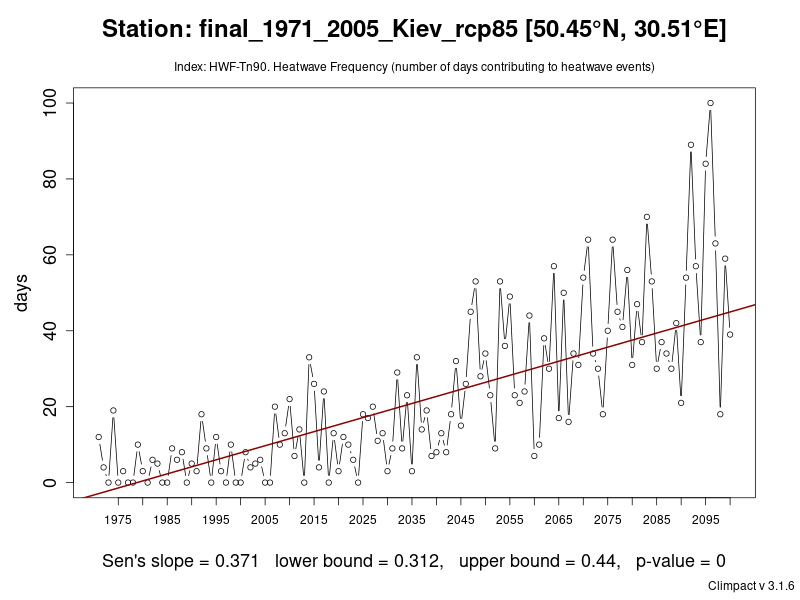 Station: final_1971_2005_Kiev_rcp85 [50.45°N, 30.51°E]
Index: HWF-Tn90. Heatwave Frequency (number of days contributing to heatwave events)
days
100
80
60
40
20
0
1975 1985 1995 2005 2015 2025 2035 2045 2055 2065 2075 2085 2095
Sen's slope = 0.371 lower bound = 0.312, upper bound = 0.44, p-value = 0
Climpact v 3.1.6